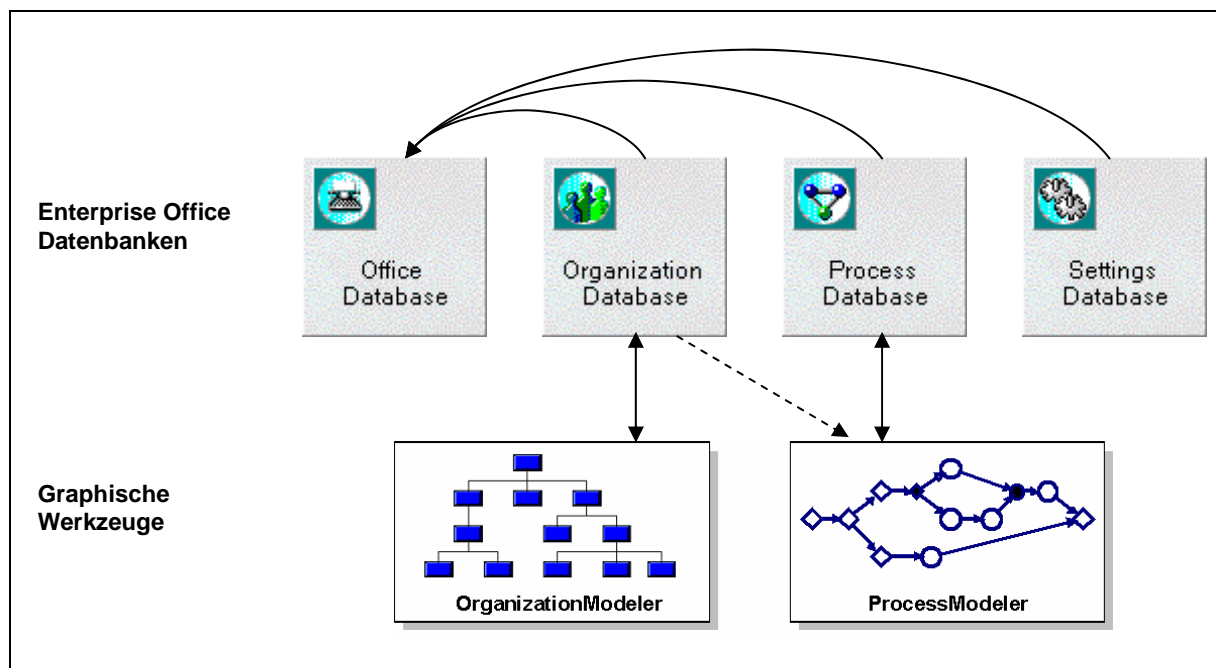 Enterprise Office
Datenbanken
Office
Database
Organization
Database
Process
Database
Settings
Database
Graphische
Werkzeuge
OrganizationModeler
ProcessModeler